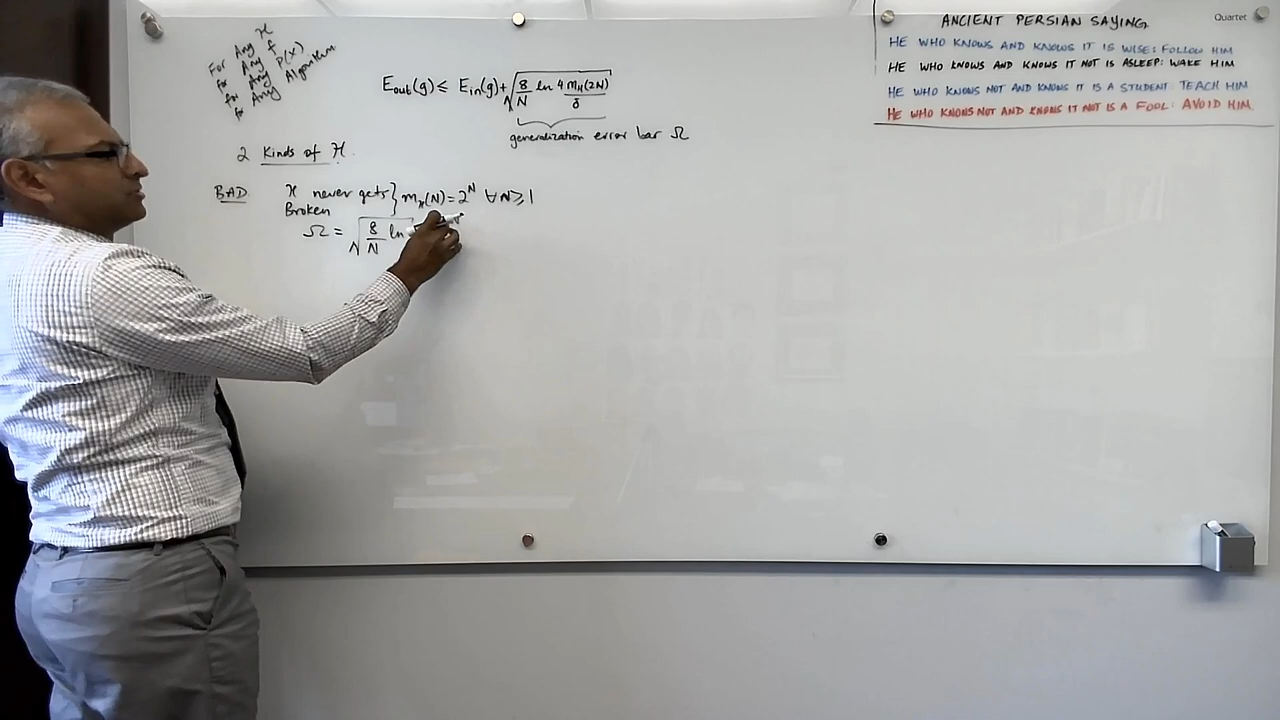 For Any ℋ
for Any f
for Any P(x)
for Any Algorithm
E_out(g) ≤ E_in(g) + √(8/N ln 4 m_ℋ(2N)/δ)
generalization error bar Ω
2 Kinds of ℋ.
BAD ℋ never gets } m_ℋ(N) = 2^N ∀ N ≥ 1
Broken
Ω = √(8/N ln
ANCIENT PERSIAN SAYING
HE WHO KNOWS AND KNOWS IT IS WISE: FOLLOW HIM
HE WHO KNOWS AND KNOWS IT NOT IS ASLEEP: WAKE HIM
HE WHO KNOWS NOT AND KNOWS IT IS A STUDENT: TEACH HIM
HE WHO KNOWS NOT AND KNOWS IT NOT IS A FOOL: AVOID HIM.
Quartet